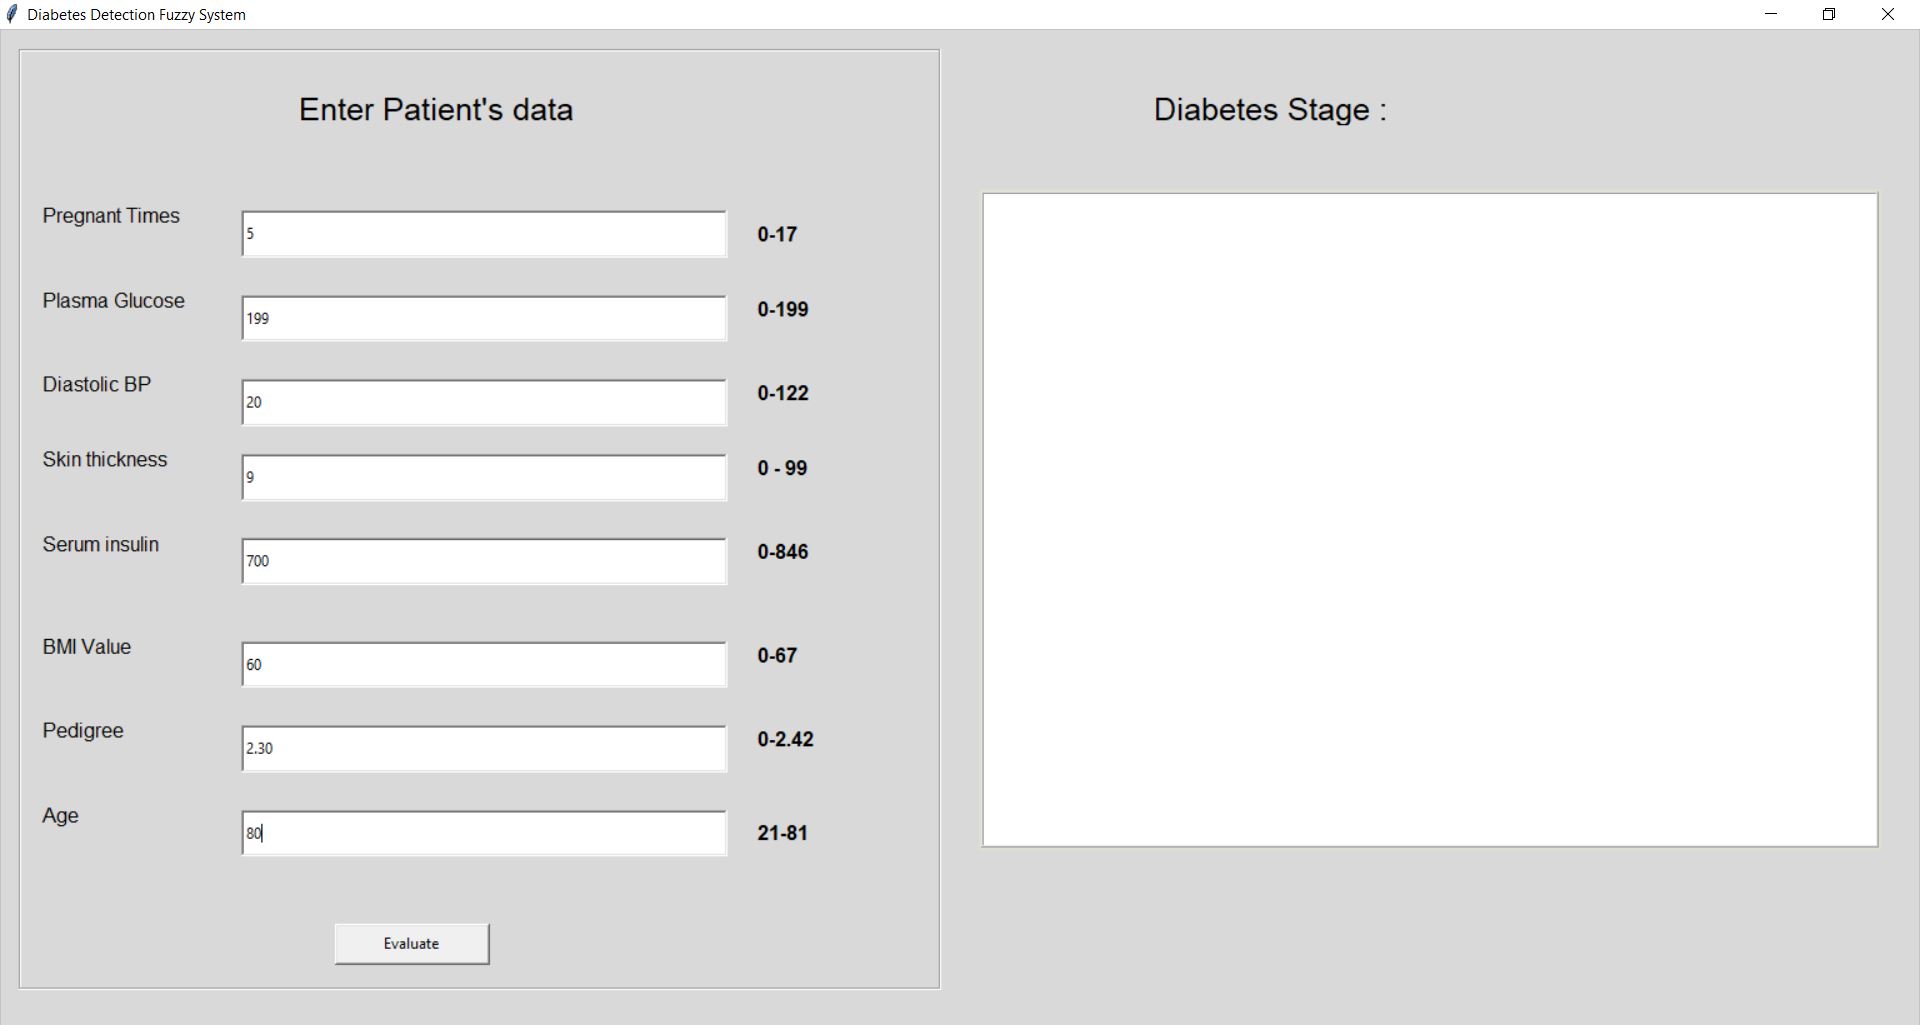 Diabetes Detection Fuzzy System
Enter Patient's data
Pregnant Times
5
0-17
Plasma Glucose
199
0-199
Diastolic BP
20
0-122
Skin thickness
9
0 - 99
Serum insulin
700
0-846
BMI Value
60
0-67
Pedigree
2.30
0-2.42
Age
80
21-81
Evaluate
Diabetes Stage :